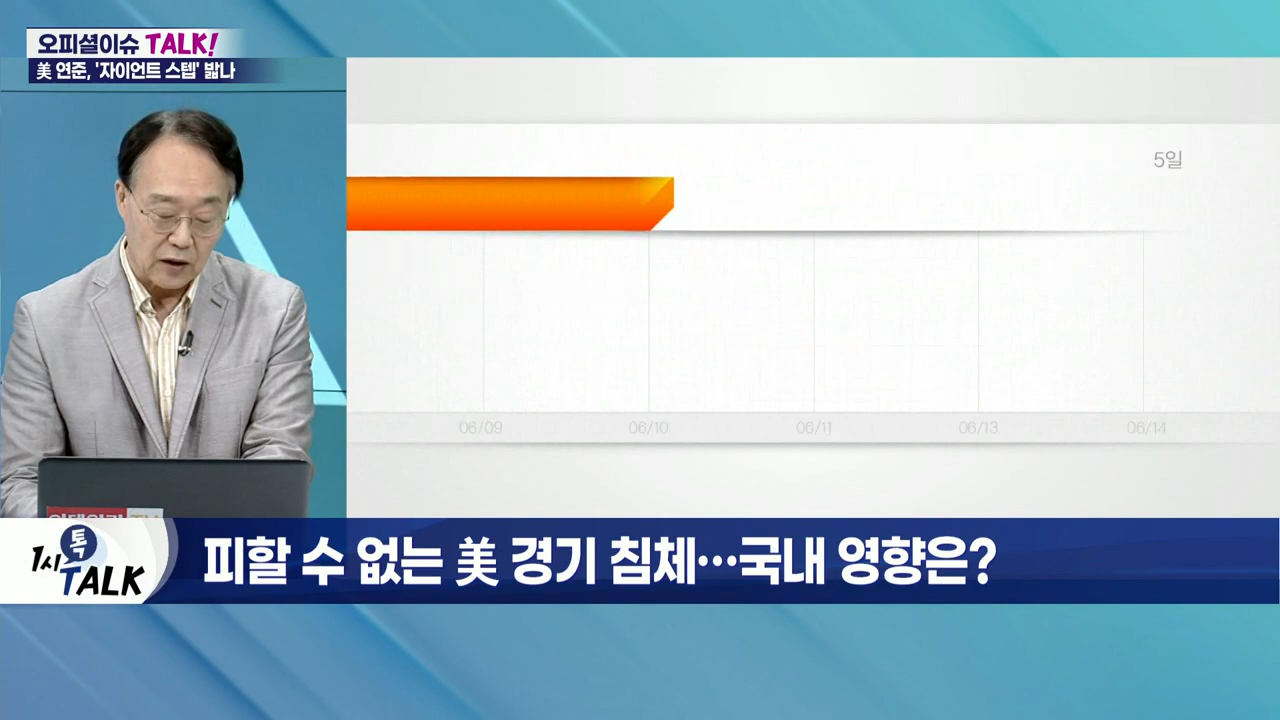 오피셜이슈 TALK!
美 연준, '자이언트 스텝' 밟나
5일
06/09 06/10 06/11 06/13 06/14
1시 톡 TALK
피할 수 없는 美 경기 침체…국내 영향은?